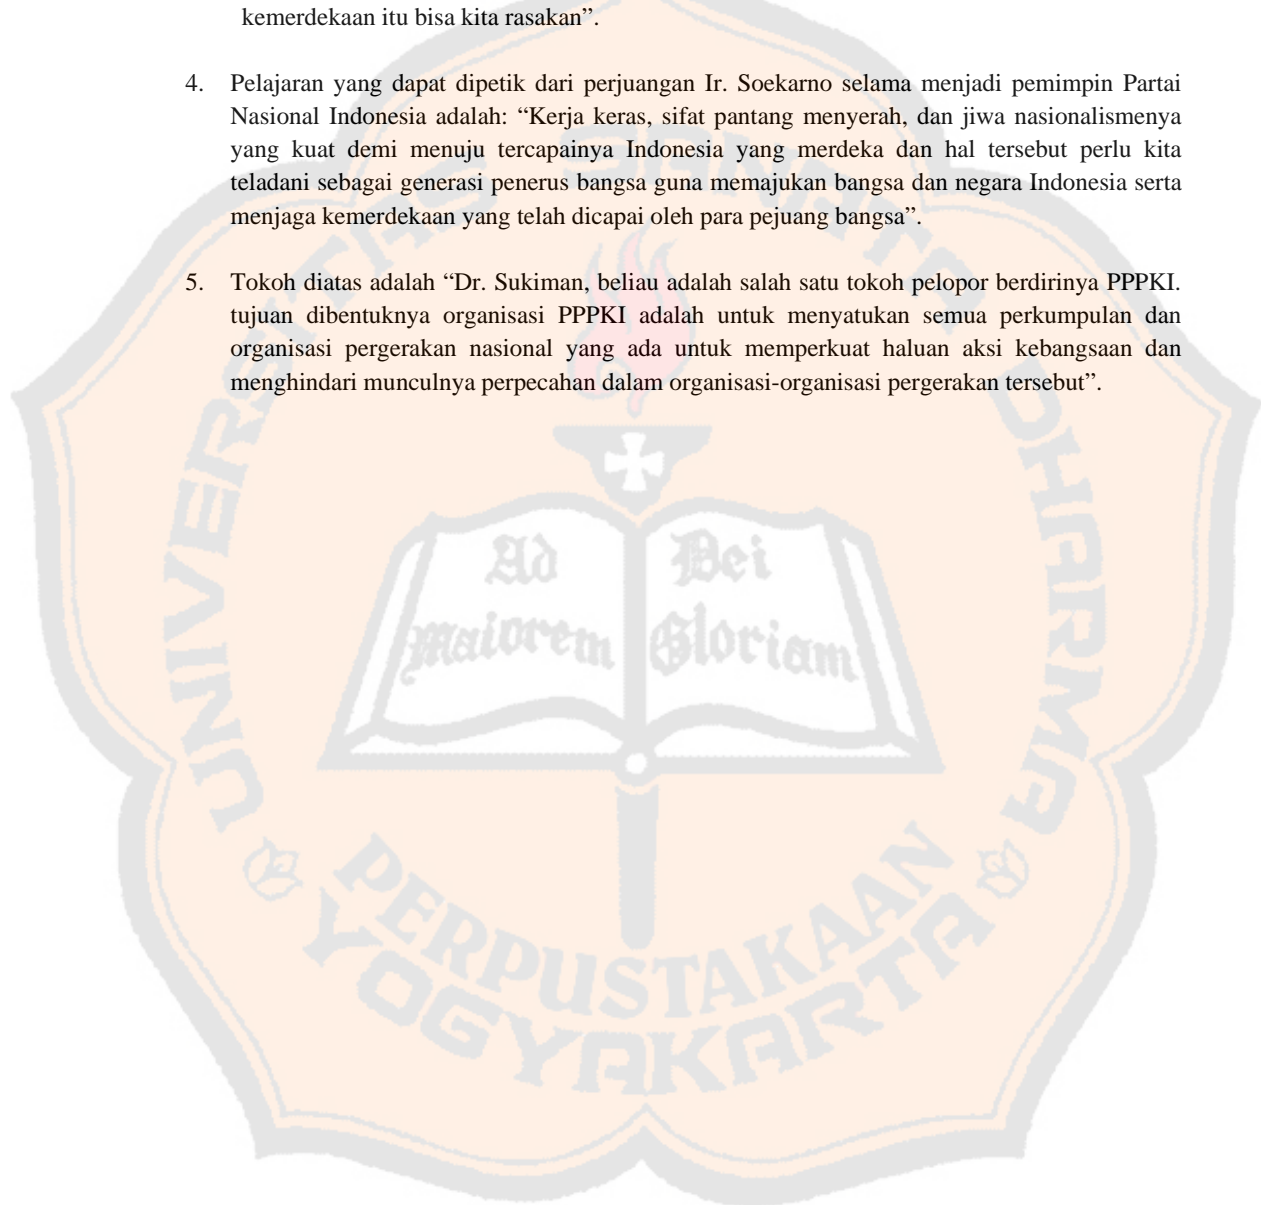 kemerdekaan itu bisa kita rasakan”.
4. Pelajaran yang dapat dipetik dari perjuangan Ir. Soekarno selama menjadi pemimpin Partai
Nasional Indonesia adalah: “Kerja keras, sifat pantang menyerah, dan jiwa nasionalismenya
yang kuat demi menuju tercapainya Indonesia yang merdeka dan hal tersebut perlu kita
teladani sebagai generasi penerus bangsa guna memajukan bangsa dan negara Indonesia serta
menjaga kemerdekaan yang telah dicapai oleh para pejuang bangsa”.
5. Tokoh diatas adalah “Dr. Sukiman, beliau adalah salah satu tokoh pelopor berdirinya PPPKI.
tujuan dibentuknya organisasi PPPKI adalah untuk menyatukan semua perkumpulan dan
organisasi pergerakan nasional yang ada untuk memperkuat haluan aksi kebangsaan dan
menghindari munculnya perpecahan dalam organisasi-organisasi pergerakan tersebut”.
UNIVERSITAS SANATA DHARMA
Ad Dei
maiorem Gloriam
PERPUSTAKAAN
YOGYAKARTA